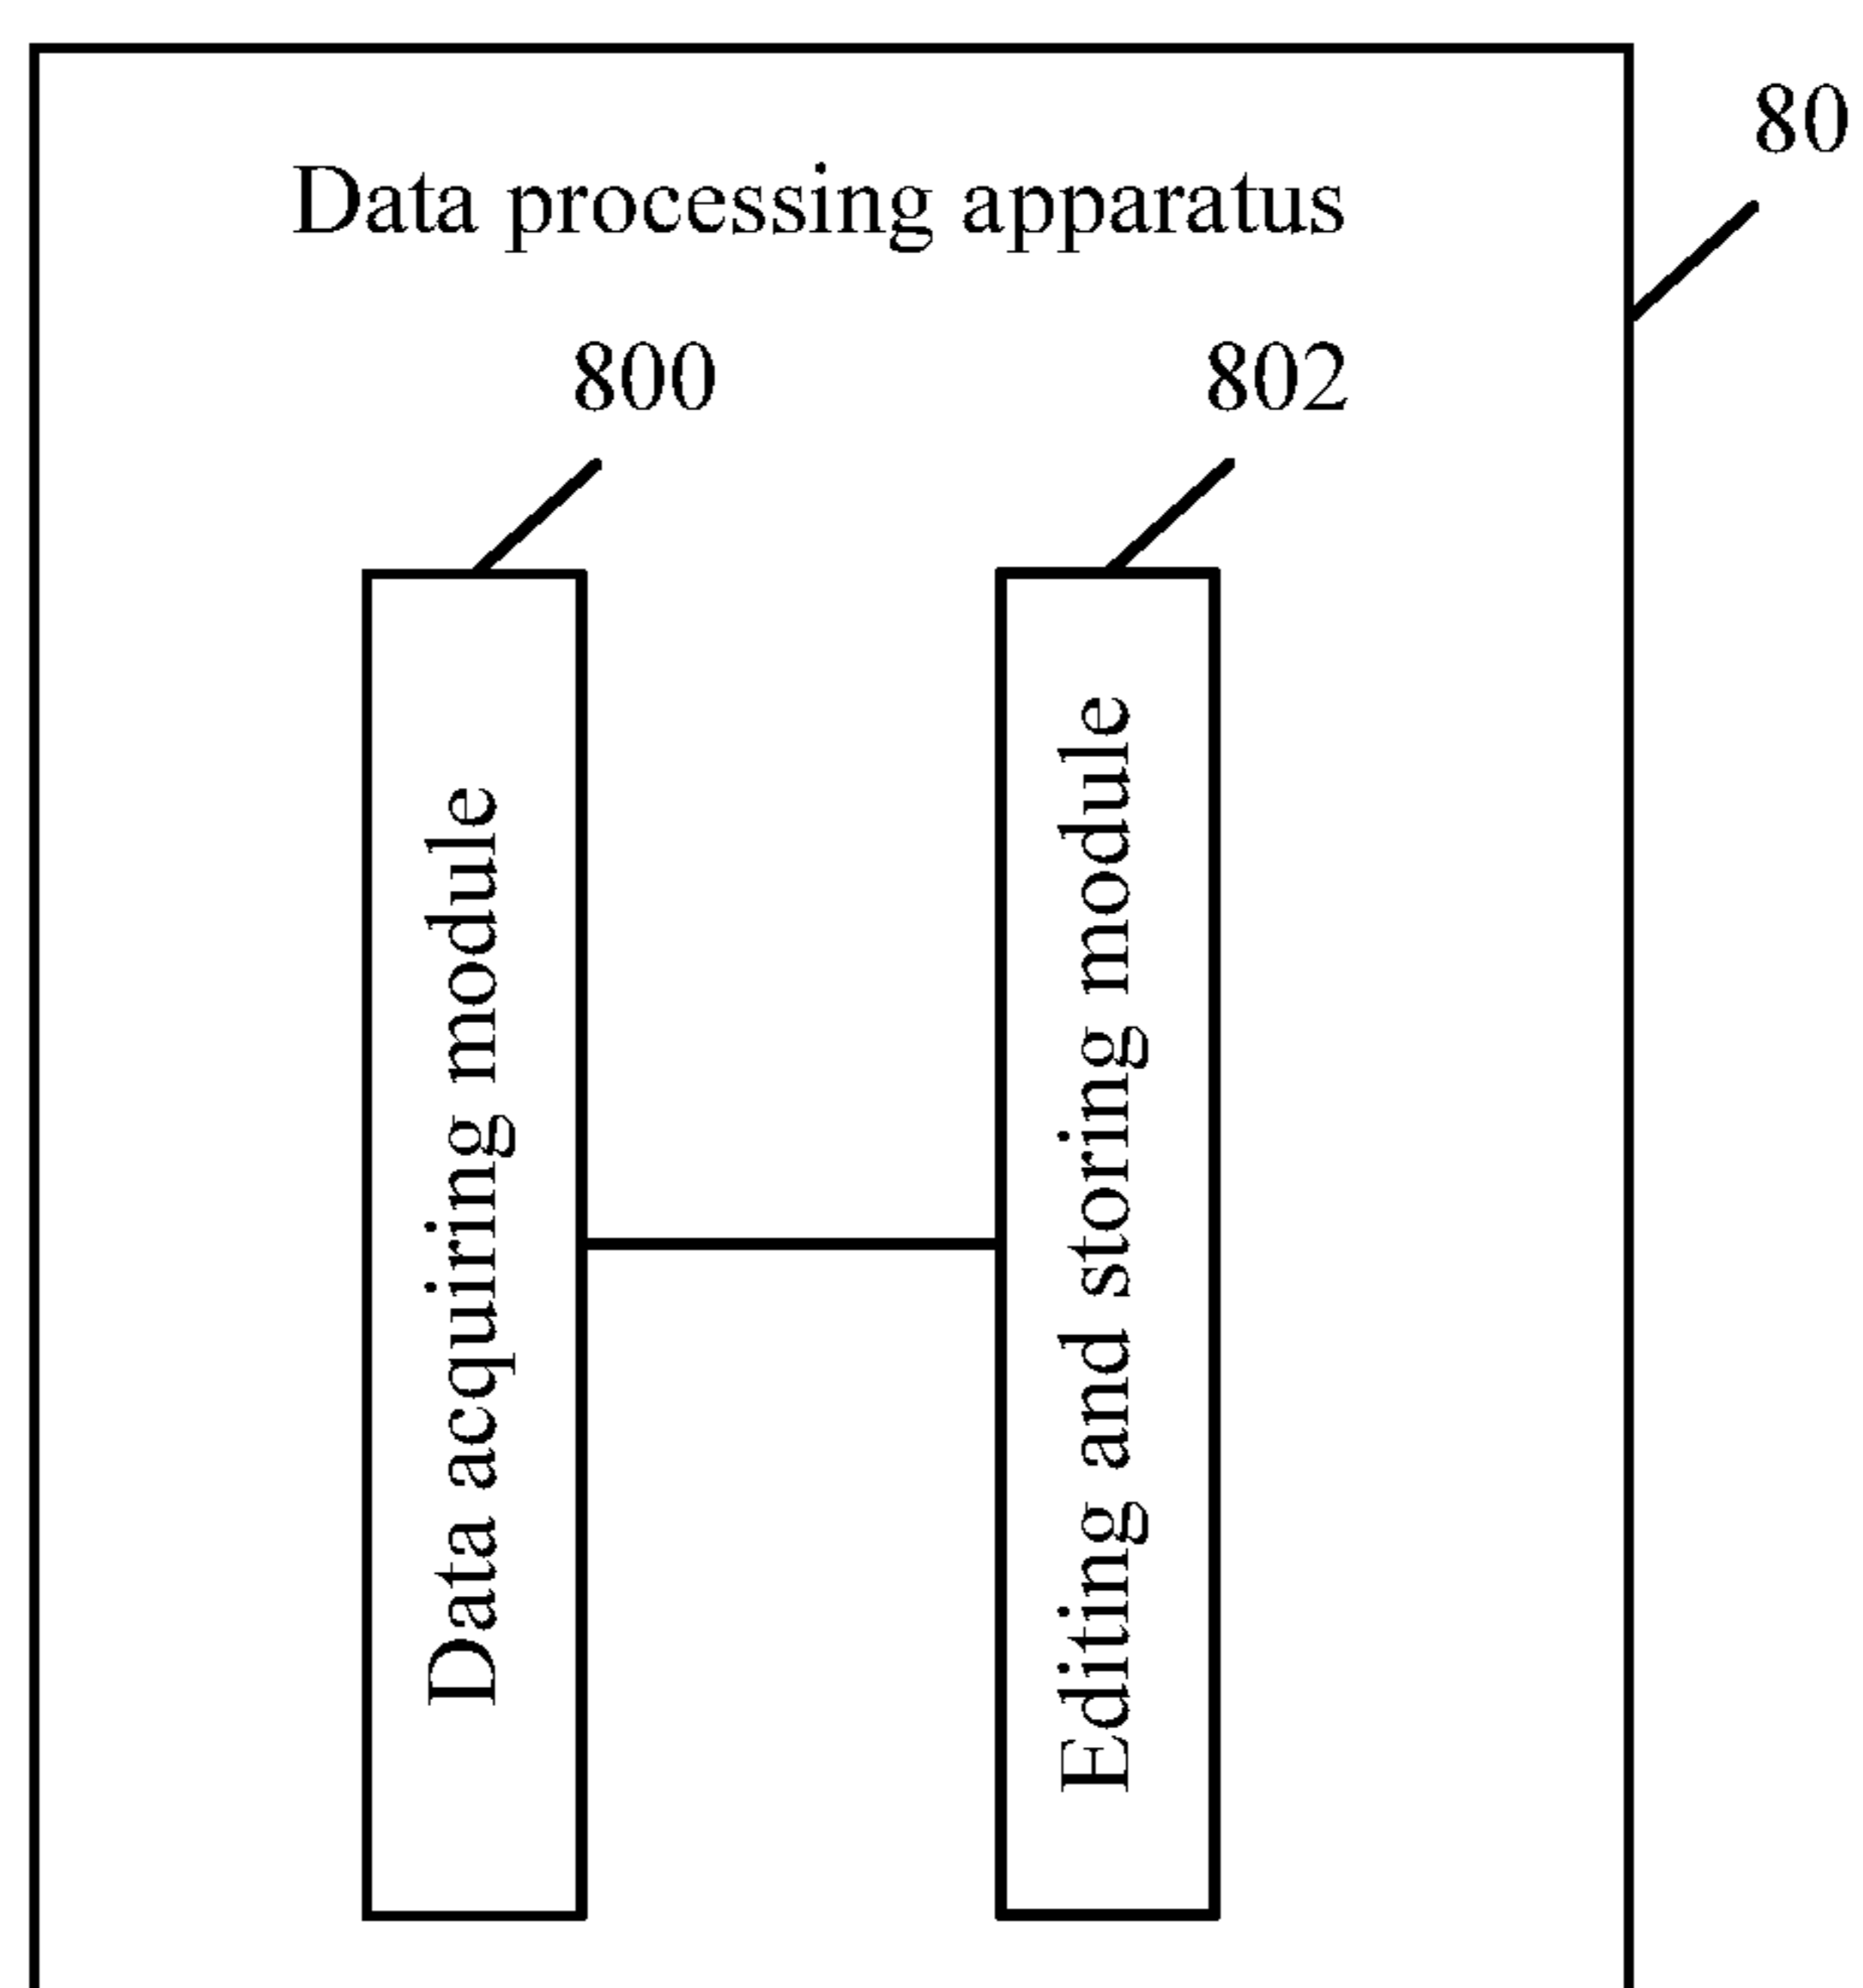 80
Data processing apparatus
800
802
Data acquiring module
Editing and storing module